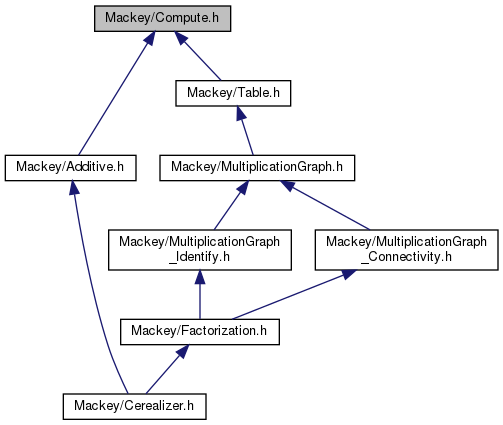 Mackey/Compute.h
Mackey/Table.h
Mackey/Additive.h
Mackey/MultiplicationGraph.h
Mackey/MultiplicationGraph
_Identify.h
Mackey/MultiplicationGraph
_Connectivity.h
Mackey/Factorization.h
Mackey/Cerealizer.h